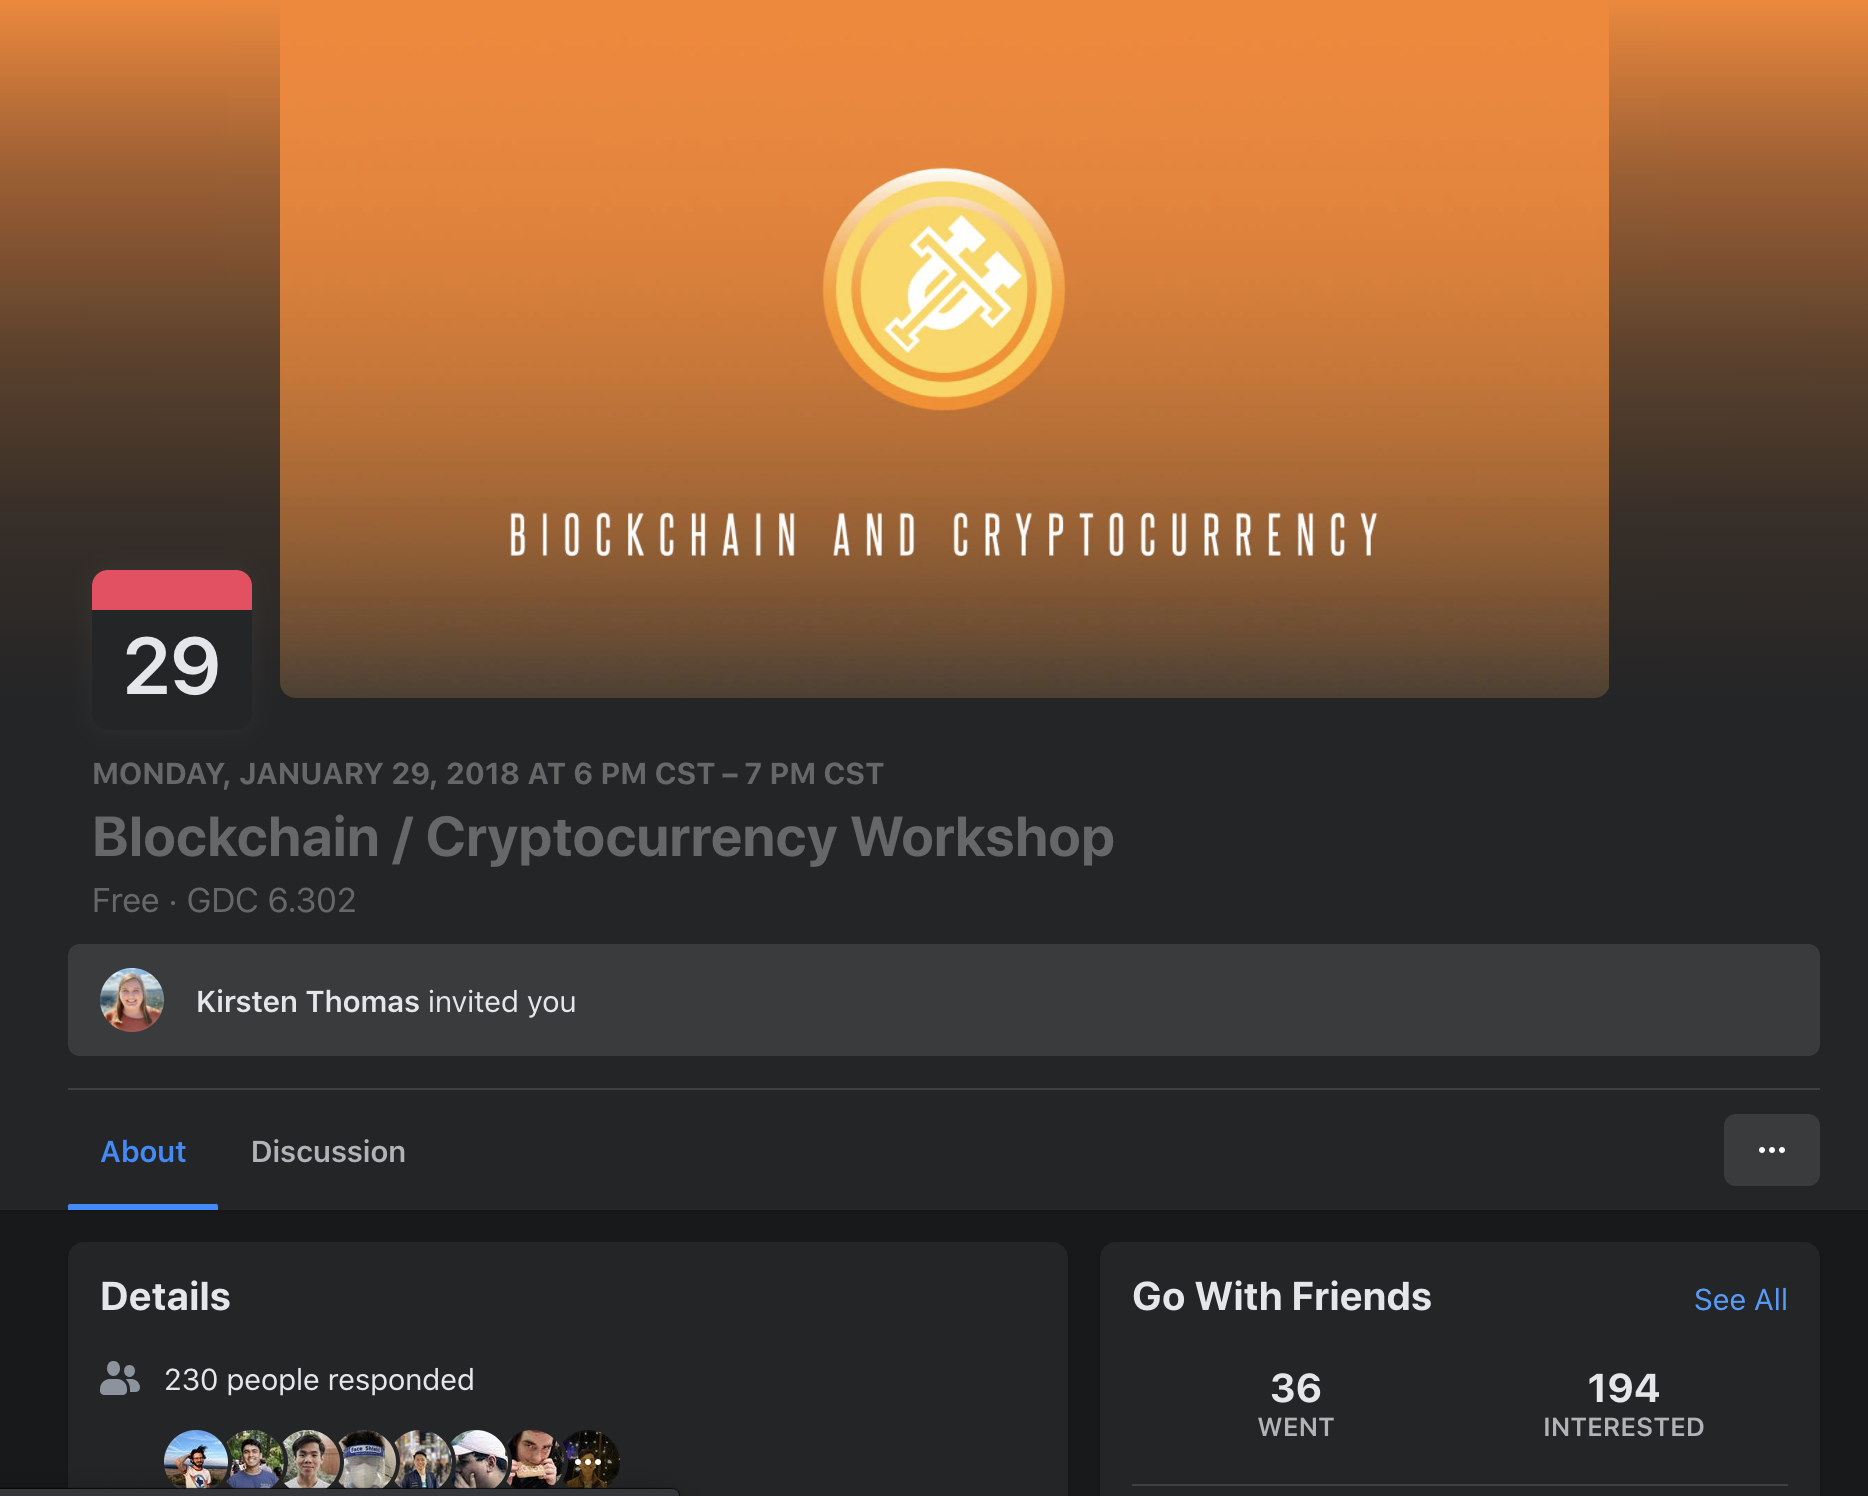 BIOCKCHAIN AND CRYPTOCURRENCY
29
MONDAY, JANUARY 29, 2018 AT 6 PM CST – 7 PM CST
Blockchain / Cryptocurrency Workshop
Free · GDC 6.302
Kirsten Thomas invited you
About Discussion
Details
230 people responded
Go With Friends See All
36 194
WENT INTERESTED
Face Shield